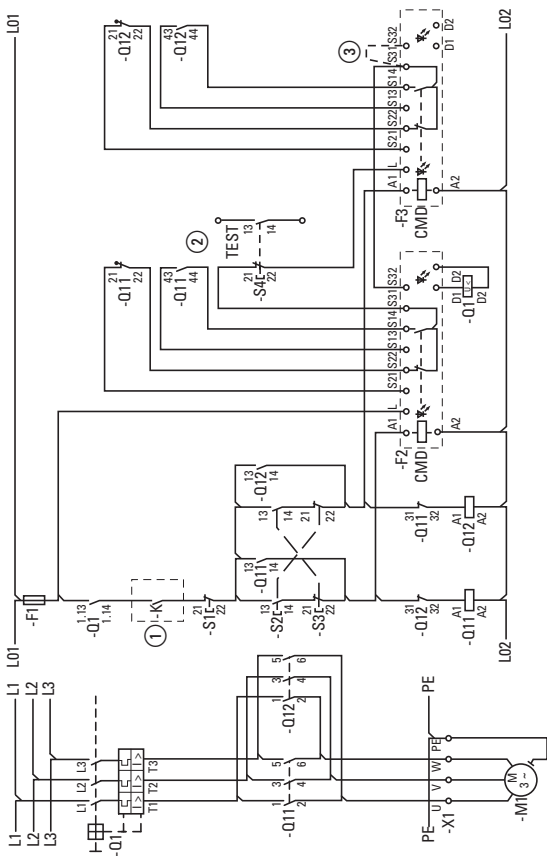 L01
L01
-F1
1.13
-Q1
1.14
-K
1
21
-S1
22
13
-S2
14
21
-S3
22
13
-Q11
14
13
-Q12
14
13
14
21
22
31
-Q12
32
A1
-Q11
A2
31
-Q11
32
A1
-Q12
A2
L02
L02
21
-Q11
22
43
-Q11
44
2
TEST
13
14
21
-S4
22
21
-Q12
22
43
-Q12
44
3
A1 L S21 S22 S13 S14 S31 S32
-F2
CMD
A2
D1 D2
-Q1
U <
D1
D2
A1 L S21 S22 S13 S14 S31 S32
-F3
CMD
A2
D1 D2
L1
L2
L3
L1
L2
L3
L1 L2 L3
-Q1
I > I > I >
T1 T2 T3
1 3 5
-Q11
2 4 6
1 3 5
-Q12
2 4 6
PE
PE
-X1
U V W PE
M
3 ~
-M1